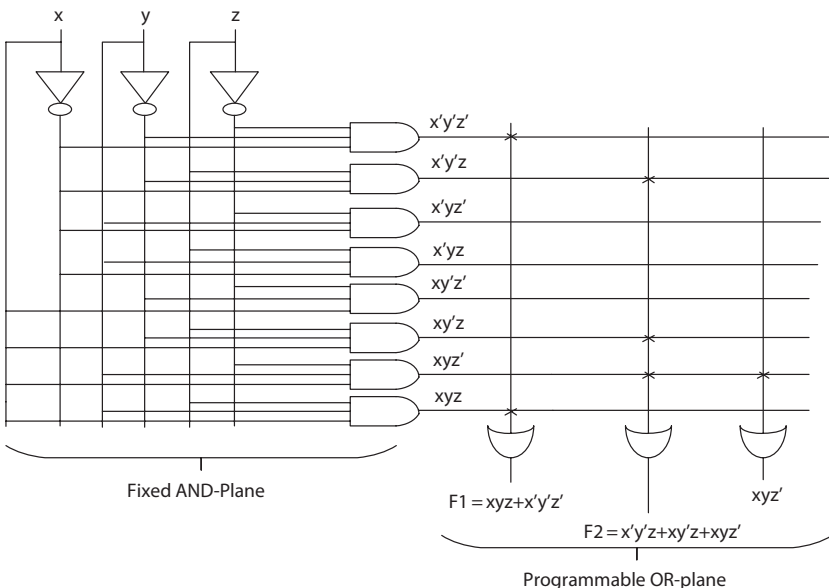 x y z
x'y'z'
x'y'z
x'yz'
x'yz
xy'z'
xy'z
xyz'
xyz
Fixed AND-Plane
F1 = xyz+x'y'z'
xyz'
F2 = x'y'z+xy'z+xyz'
Programmable OR-plane